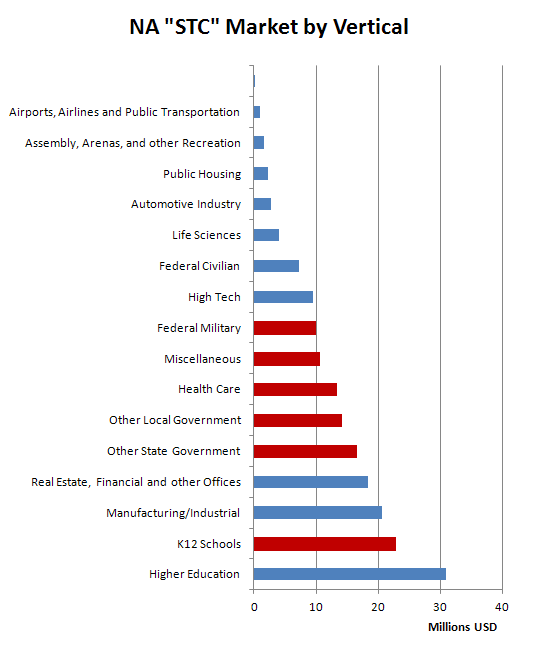 NA "STC" Market by Vertical
Airports, Airlines and Public Transportation
Assembly, Arenas, and other Recreation
Public Housing
Automotive Industry
Life Sciences
Federal Civilian
High Tech
Federal Military
Miscellaneous
Health Care
Other Local Government
Other State Government
Real Estate, Financial and other Offices
Manufacturing/Industrial
K12 Schools
Higher Education
0 10 20 30 40
Millions USD